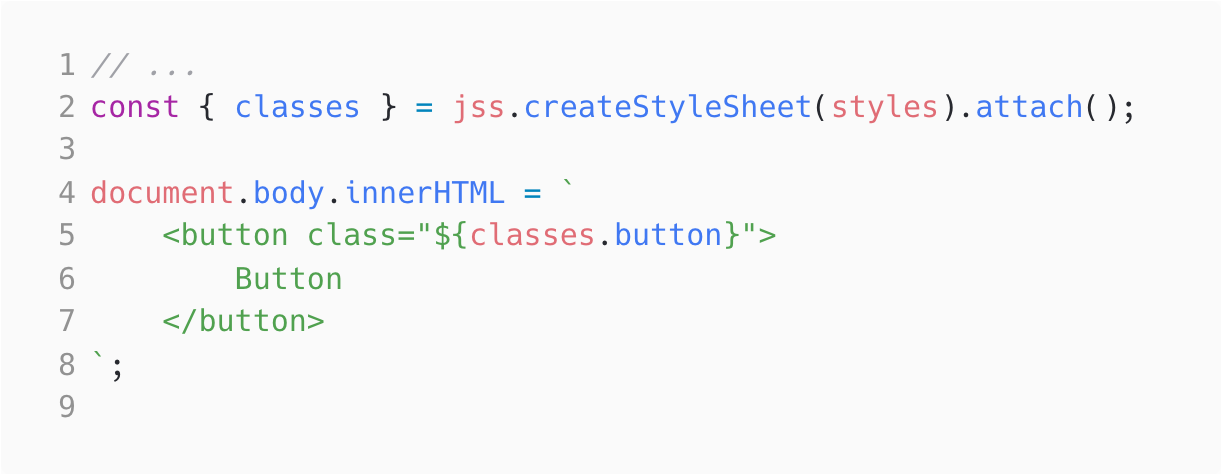 1 // ...
2 const { classes } = jss.createStyleSheet(styles).attach();
3
4 document.body.innerHTML = `
5     <button class="${classes.button}">
6         Button
7     </button>
8 `;
9